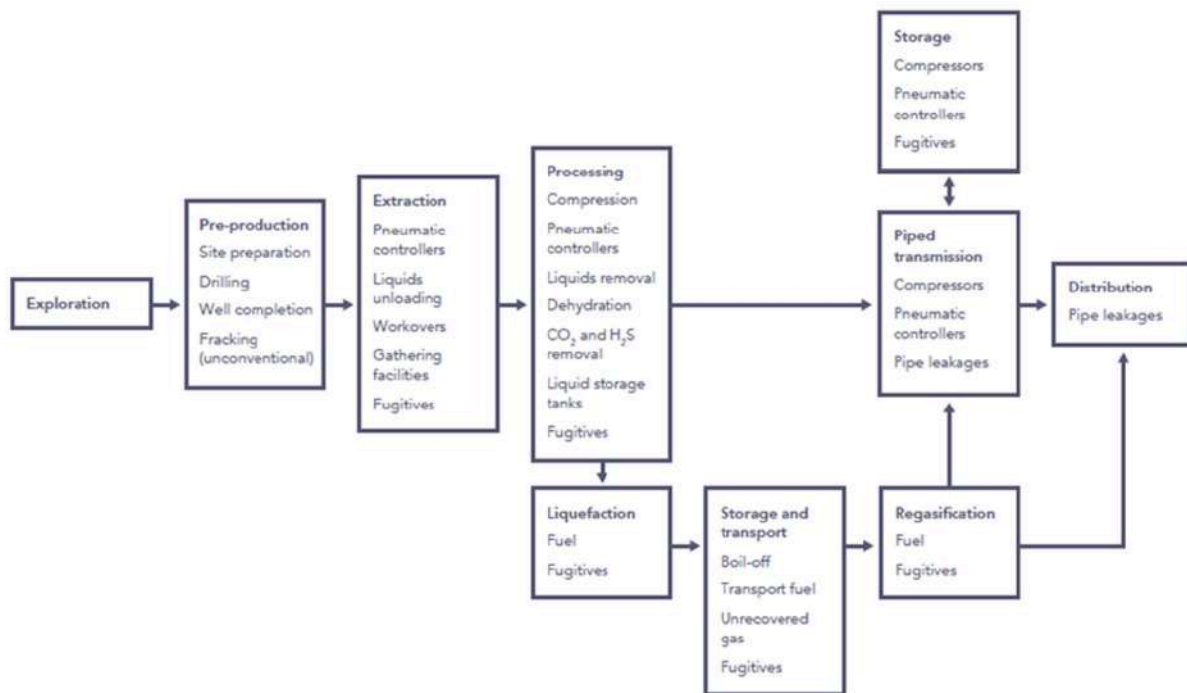 Exploration
Pre-production
Site preparation
Drilling
Well completion
Fracking
(unconventional)
Extraction
Pneumatic
controllers
Liquids
unloading
Workovers
Gathering
facilities
Fugitives
Processing
Compression
Pneumatic
controllers
Liquids removal
Dehydration
CO₂ and H₂S
removal
Liquid storage
tanks
Fugitives
Storage
Compressors
Pneumatic
controllers
Fugitives
Piped
transmission
Compressors
Pneumatic
controllers
Pipe leakages
Distribution
Pipe leakages
Liquefaction
Fuel
Fugitives
Storage and
transport
Boil-off
Transport fuel
Unrecovered
gas
Fugitives
Regasification
Fuel
Fugitives